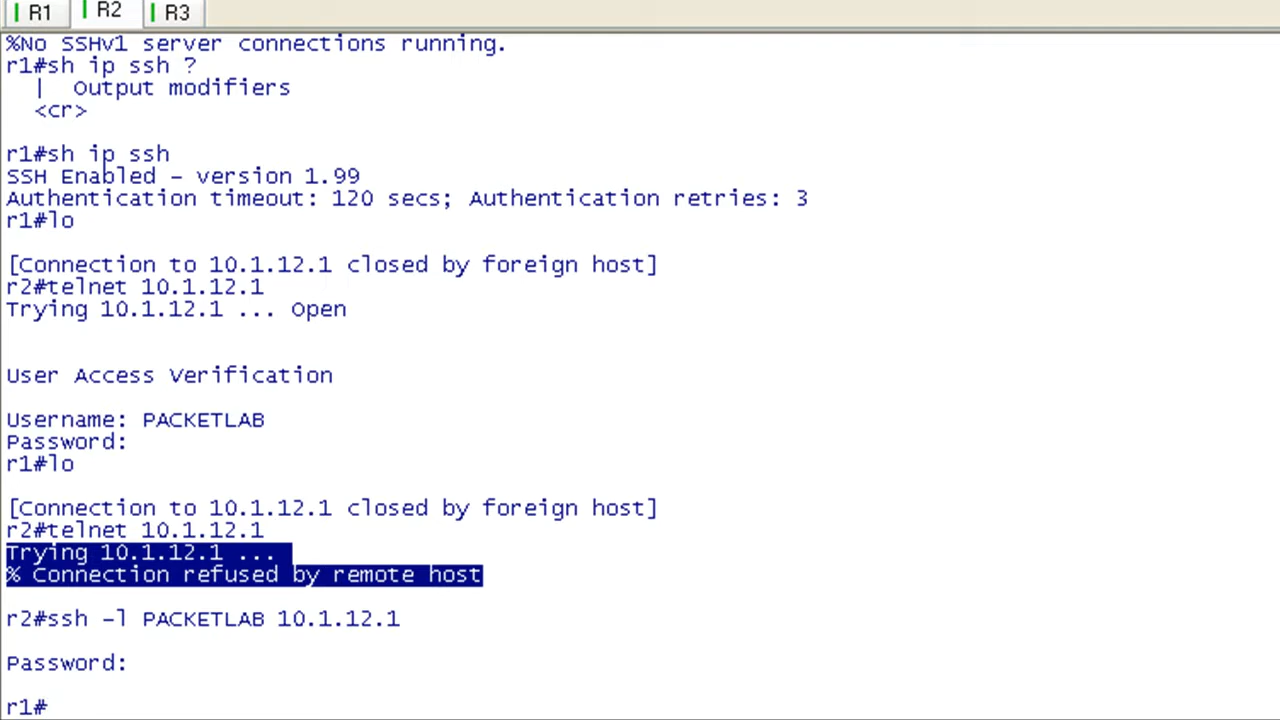 R1 R2 R3
%No SSHv1 server connections running.
r1#sh ip ssh ?
| Output modifiers
<cr>
r1#sh ip ssh
SSH Enabled - version 1.99
Authentication timeout: 120 secs; Authentication retries: 3
r1#lo
[Connection to 10.1.12.1 closed by foreign host]
r2#telnet 10.1.12.1
Trying 10.1.12.1 ... Open
User Access Verification
Username: PACKETLAB
Password:
r1#lo
[Connection to 10.1.12.1 closed by foreign host]
r2#telnet 10.1.12.1
Trying 10.1.12.1 ...
% Connection refused by remote host
r2#ssh -l PACKETLAB 10.1.12.1
Password:
r1#